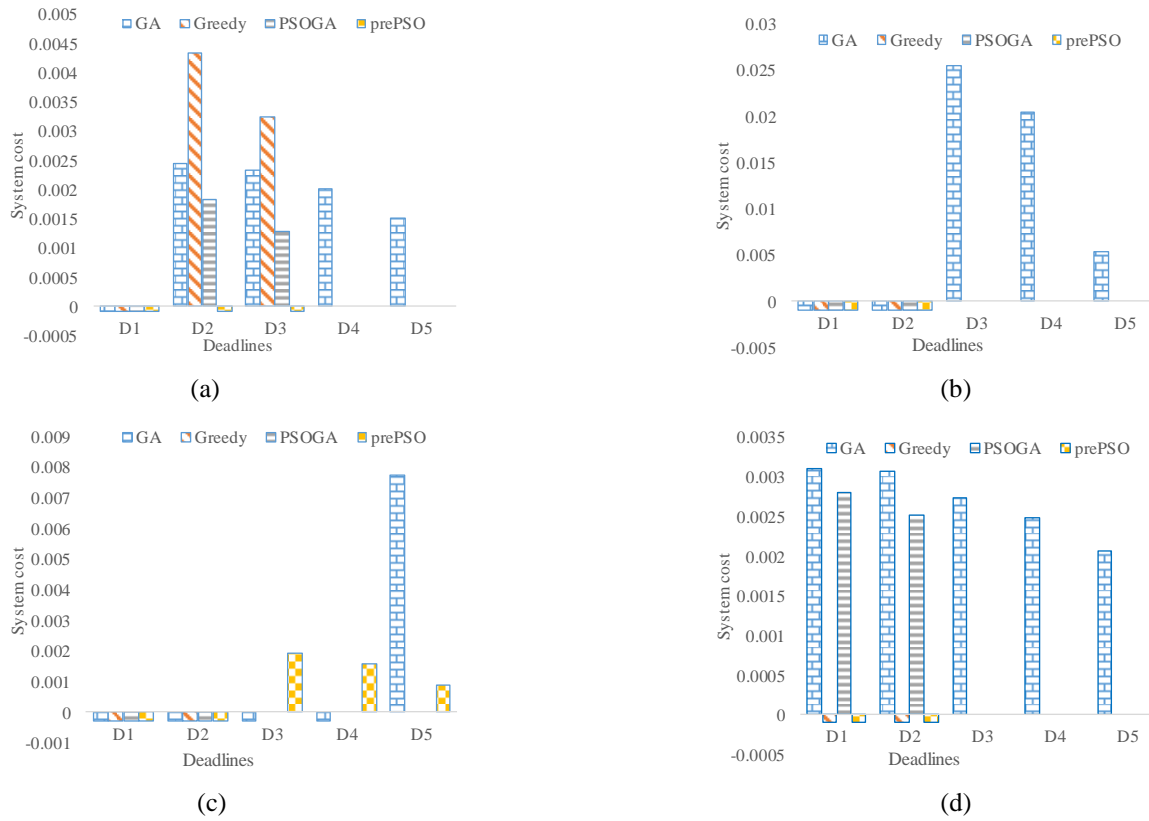 0.005
GA Greedy PSOGA prePSO
0.0045
0.004
0.0035
0.003
0.0025
0.002
0.0015
0.001
0.0005
0
-0.0005
System cost
D1 D2 D3 D4 D5
Deadlines
(a)
0.03
GA Greedy PSOGA prePSO
0.025
0.02
0.015
0.01
0.005
0
-0.005
System cost
D1 D2 D3 D4 D5
Deadlines
(b)
0.009
GA Greedy PSOGA prePSO
0.008
0.007
0.006
0.005
0.004
0.003
0.002
0.001
0
-0.001
System cost
D1 D2 D3 D4 D5
Deadlines
(c)
0.0035
GA Greedy PSOGA prePSO
0.003
0.0025
0.002
0.0015
0.001
0.0005
0
-0.0005
System cost
D1 D2 D3 D4 D5
Deadlines
(d)